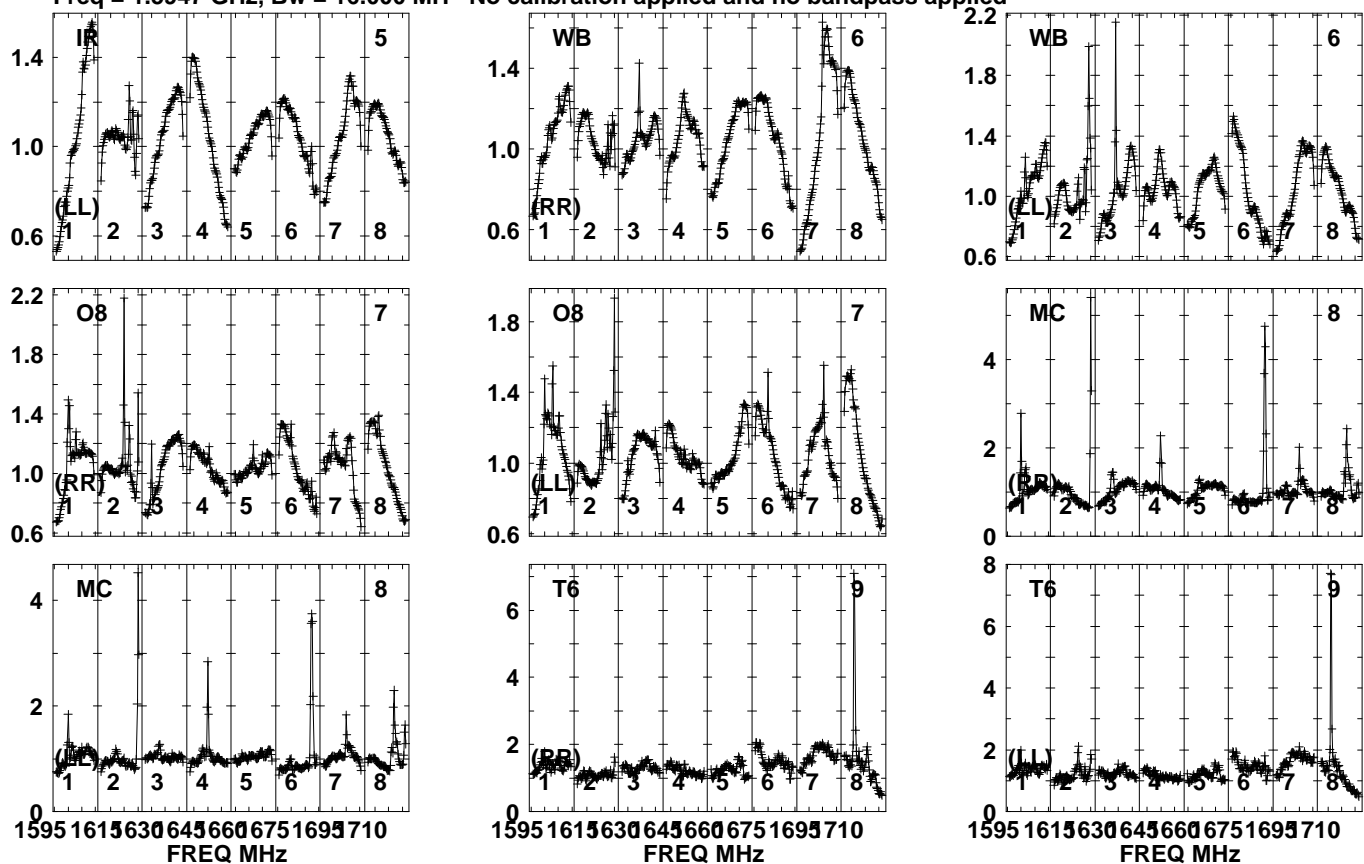 Freq = 1.5947 GHz, Bw = 16.000 MH No calibration applied and no bandpass applied
IR 5 WB 6 WB 6
1.4 1.4 2.2
1.8
1.0 1.0 1.4
1.0
(LL) (RR) (LL)
0.6 1 2 3 4 5 6 7 8 0.6 1 2 3 4 5 6 7 8 0.6 1 2 3 4 5 6 7 8
2.2 O8 7 1.8 O8 7 MC 8
1.8 1.4 4
1.4
1.0 1.0 2
(RR) (LL) (RR)
0.6 1 2 3 4 5 6 7 8 0.6 1 2 3 4 5 6 7 8 0 1 2 3 4 5 6 7 8
MC 8 T6 9 T6 9
4 6 8
6
4 4
2 2 2
(LL) (RR) (LL)
0 1 2 3 4 5 6 7 8 0 1 2 3 4 5 6 7 8 0 1 2 3 4 5 6 7 8
1595 1615 1630 1645 1660 1675 1695 1710 1595 1615 1630 1645 1660 1675 1695 1710 1595 1615 1630 1645 1660 1675 1695 1710
FREQ MHz FREQ MHz FREQ MHz